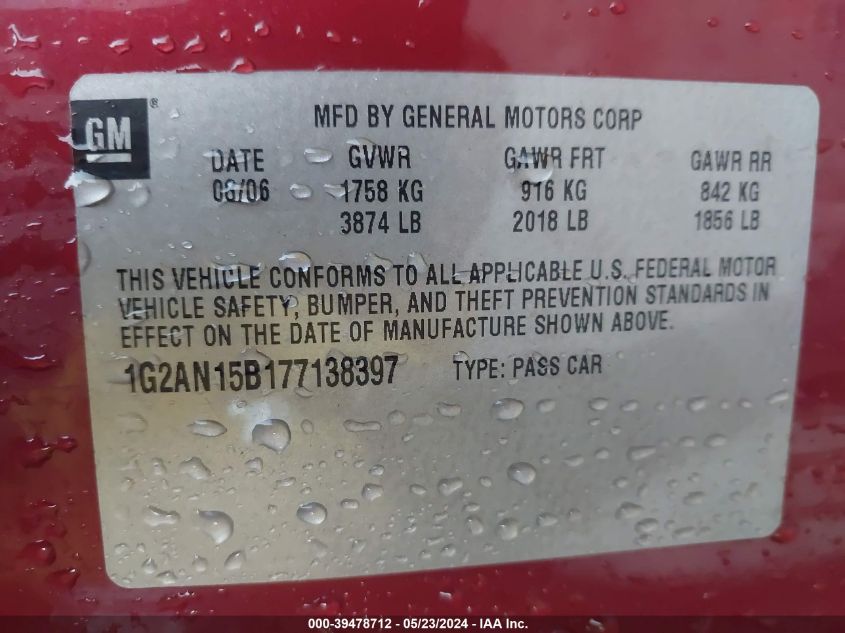 GM ®
MFD BY GENERAL MOTORS CORP
DATE GVWR GAWR FRT GAWR RR
08/06 1758 KG 916 KG 842 KG
3874 LB 2018 LB 1856 LB
THIS VEHICLE CONFORMS TO ALL APPLICABLE U.S. FEDERAL MOTOR
VEHICLE SAFETY, BUMPER, AND THEFT PREVENTION STANDARDS IN
EFFECT ON THE DATE OF MANUFACTURE SHOWN ABOVE.
1G2AN15B177138397 TYPE: PASS CAR
000-39478712 - 05/23/2024 - IAA Inc.